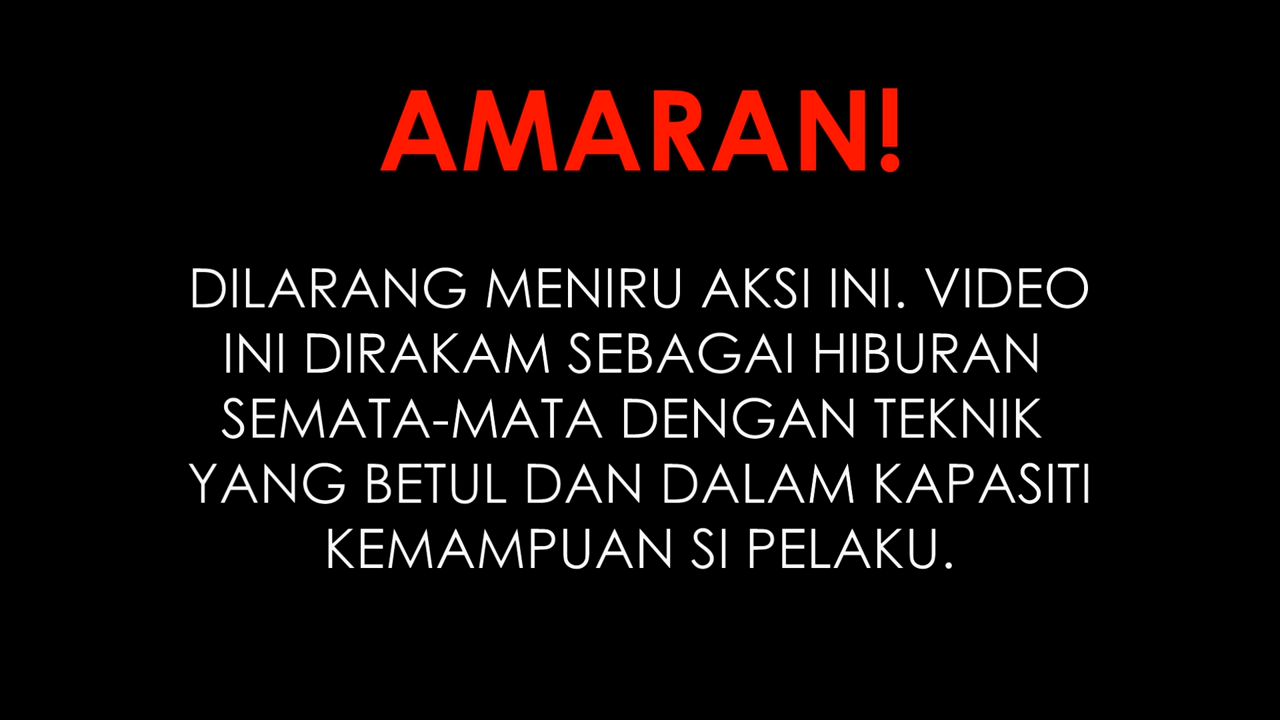 AMARAN!
DILARANG MENIRU AKSI INI. VIDEO
INI DIRAKAM SEBAGAI HIBURAN
SEMATA-MATA DENGAN TEKNIK
YANG BETUL DAN DALAM KAPASITI
KEMAMPUAN SI PELAKU.